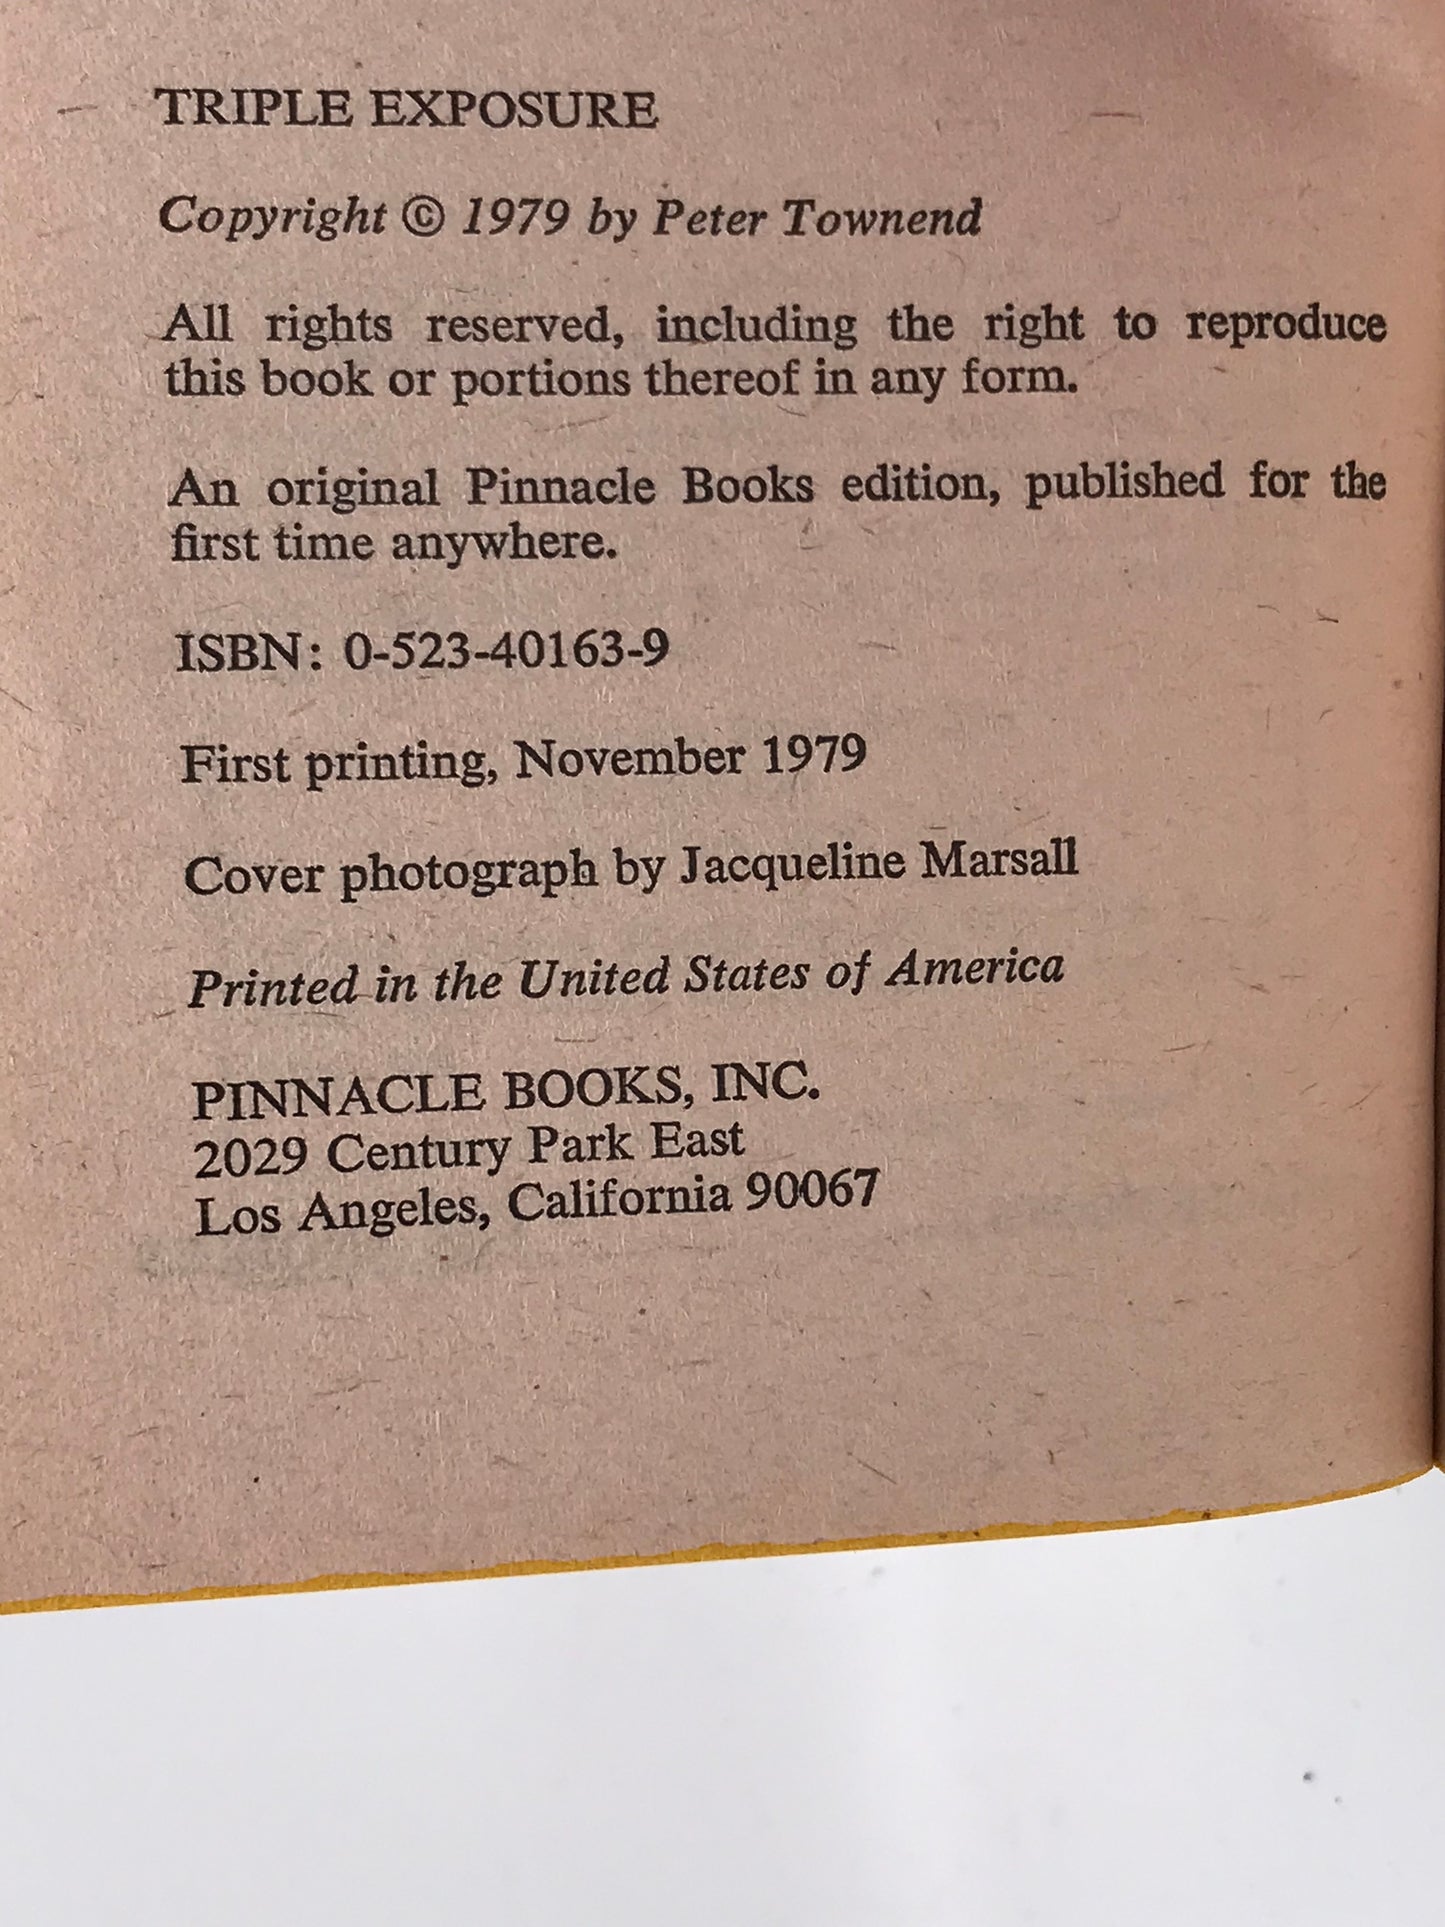 TRIPLE EXPOSURE
Copyright © 1979 by Peter Townend
All rights reserved, including the right to reproduce
this book or portions thereof in any form.
An original Pinnacle Books edition, published for the
first time anywhere.
ISBN: 0-523-40163-9
First printing, November 1979
Cover photograph by Jacqueline Marsall
Printed in the United States of America
PINNACLE BOOKS, INC.
2029 Century Park East
Los Angeles, California 90067